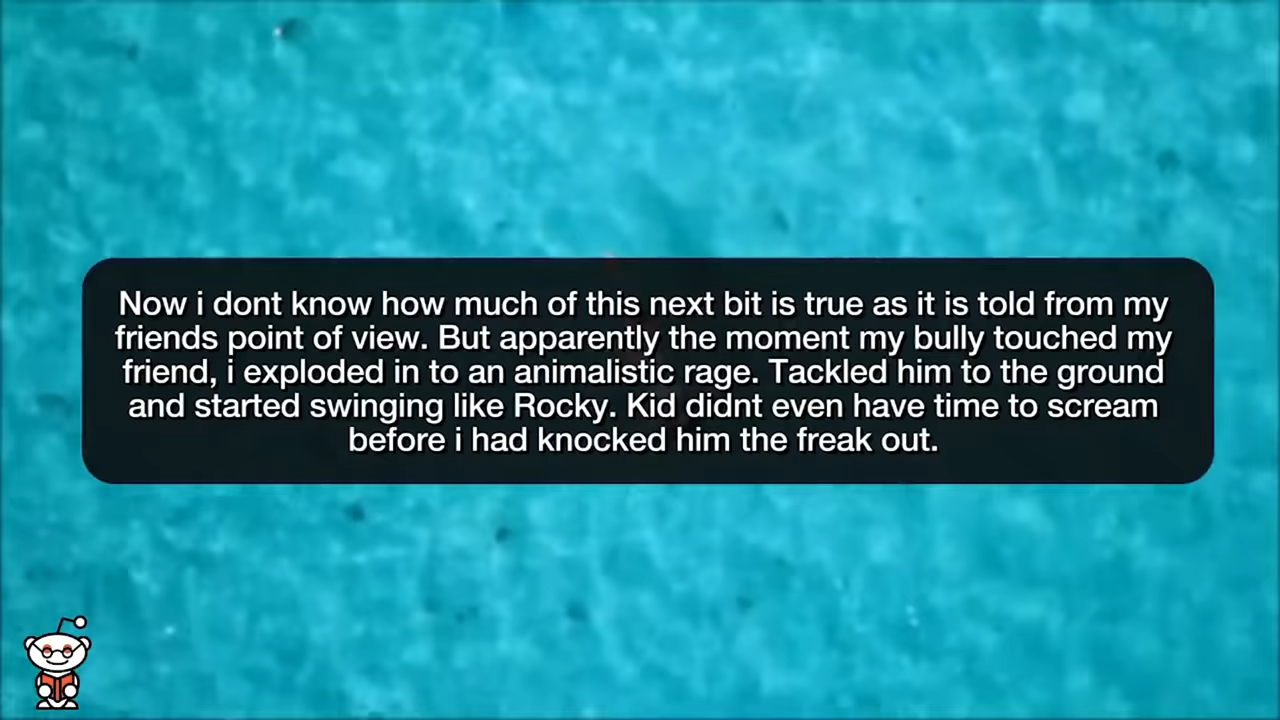 Now i dont know how much of this next bit is true as it is told from my
friends point of view. But apparently the moment my bully touched my
friend, i exploded in to an animalistic rage. Tackled him to the ground
and started swinging like Rocky. Kid didnt even have time to scream
before i had knocked him the freak out.